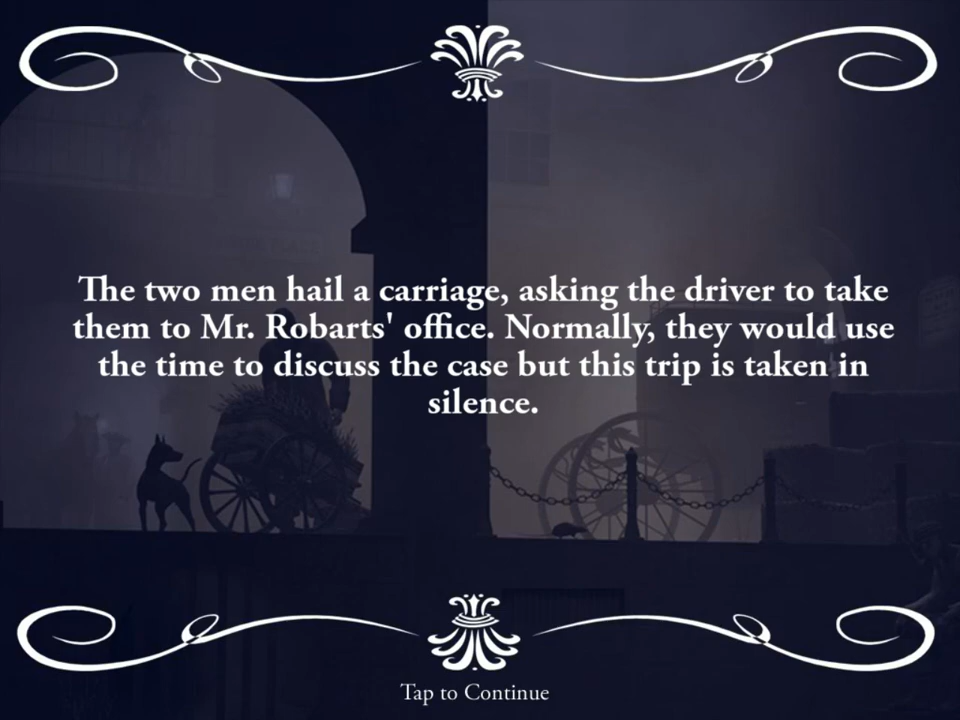 The two men hail a carriage, asking the driver to take
them to Mr. Robarts' office. Normally, they would use
the time to discuss the case but this trip is taken in
silence.
Tap to Continue